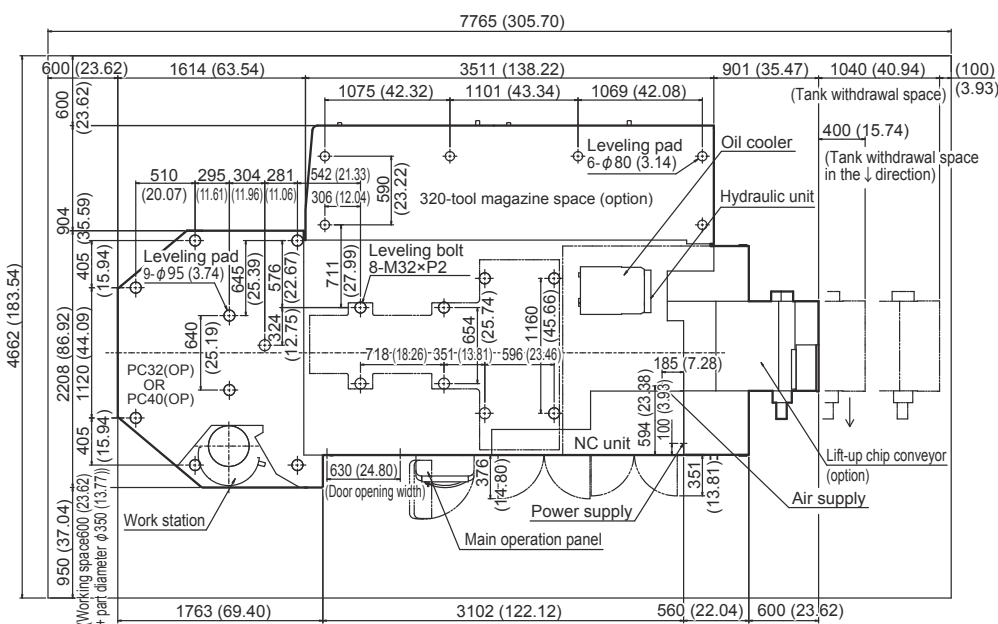 7765 (305.70)
600 (23.62)
1614 (63.54)
3511 (138.22)
901 (35.47)
1040 (40.94)
(100)
(3.93)
(Tank withdrawal space)
1075 (42.32)
1101 (43.34)
1069 (42.08)
400 (15.74)
(Tank withdrawal space
in the ↓ direction)
600
(23.62)
Leveling pad
6-φ80 (3.14)
Oil cooler
Hydraulic unit
510
(20.07)
295
(11.61)
304
(11.96)
281
(11.06)
542 (21.33)
306 (12.04)
590
(23.22)
320-tool magazine space (option)
904
(35.59)
405
(15.94)
Leveling pad
9-φ95 (3.74)
645
(25.39)
576
(22.67)
711
(27.99)
Leveling bolt
8-M32×P2
4662 (183.54)
2208 (86.92)
1120 (44.09)
640
(25.19)
324
(12.75)
654
(25.74)
1160
(45.66)
718 (18.26)
351 (13.81)
596 (23.46)
185 (7.28)
PC32(OP)
OR
PC40(OP)
594 (23.38)
100 (3.93)
405
(15.94)
NC unit
630 (24.80)
(Door opening width)
376
(14.80)
351
(13.81)
Lift-up chip conveyor
(option)
Air supply
Power supply
Work station
Main operation panel
950 (37.04)
(Working space600 (23.62)
+ part diameter φ350 (13.77))
1763 (69.40)
3102 (122.12)
560 (22.04)
600 (23.62)